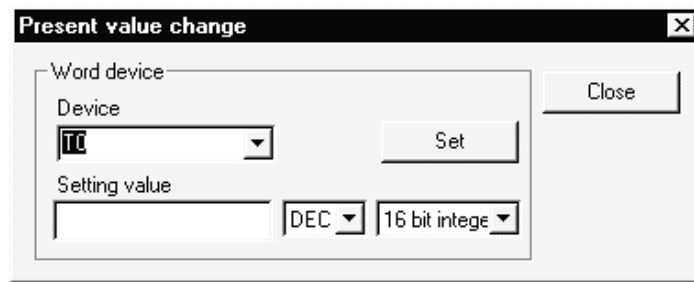 Present value change
Word device
Close
Device
T0
Set
Setting value
DEC
16 bit intege